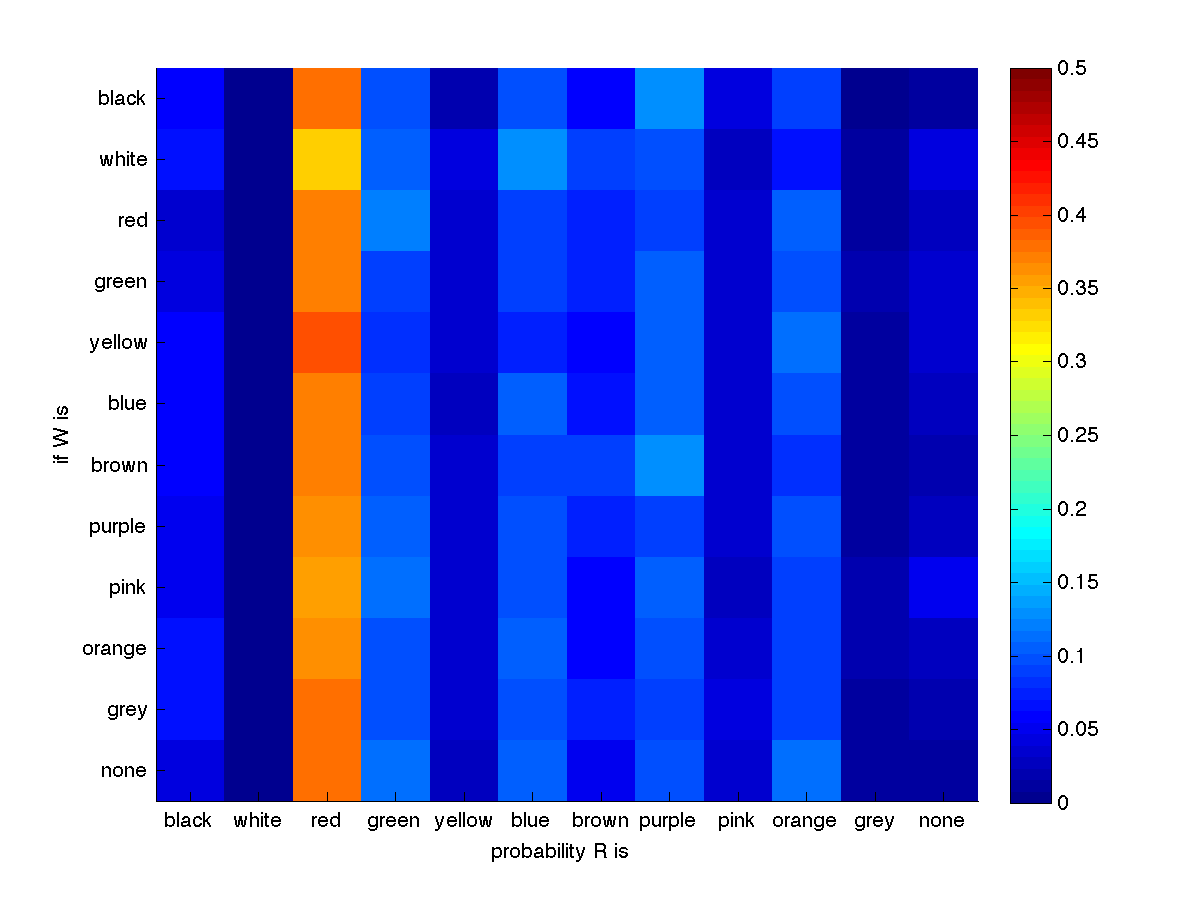 black
white
red
green
yellow
blue
brown
purple
pink
orange
grey
none
if W is
black white red green yellow blue brown purple pink orange grey none
probability R is
0.5
0.45
0.4
0.35
0.3
0.25
0.2
0.15
0.1
0.05
0